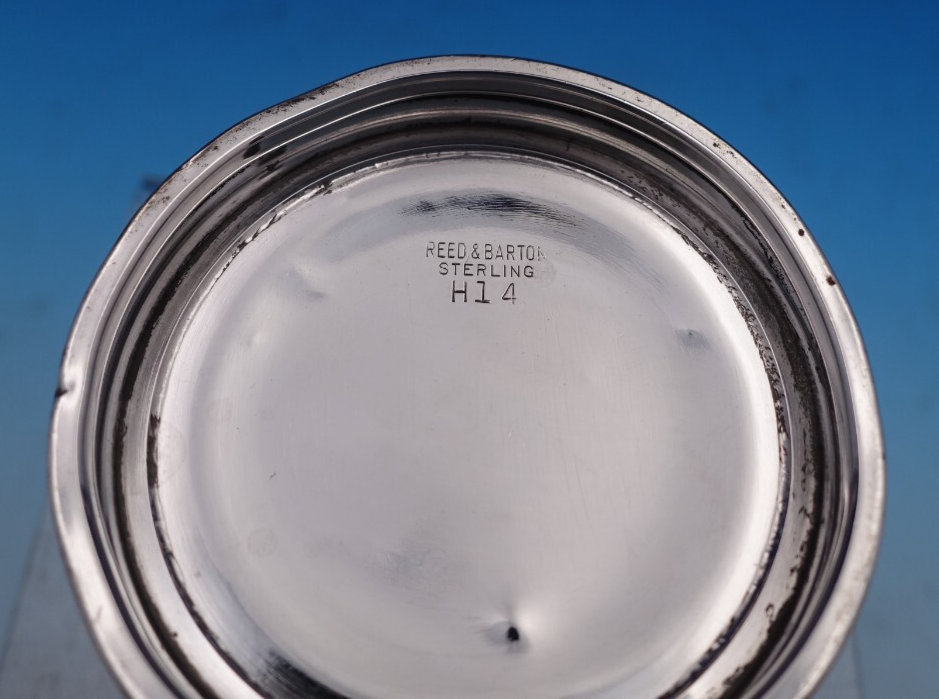 REED & BARTON
STERLING
H14